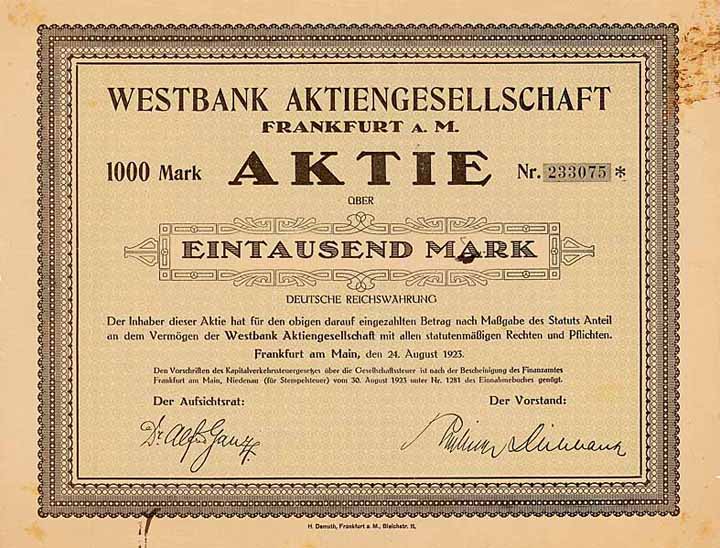 WESTBANK AKTIENGESELLSCHAFT
FRANKFURT A. M.
1000 Mark AKTIE Nr. 233075 *
ÜBER
EINTAUSEND MARK
DEUTSCHE REICHSWÄHRUNG
Der Inhaber dieser Aktie hat für den obigen darauf eingezahlten Betrag nach Maßgabe des Statuts Anteil
an dem Vermögen der Westbank Aktiengesellschaft mit allen statutenmäßigen Rechten und Pflichten.
Frankfurt am Main, den 24. August 1923.
Den Vorschriften des Kapitalverkehrsteuergesetzes über die Gesellschaftsteuer ist nach der Bescheinigung des Finanzamtes
Frankfurt am Main, Niedenau (für Stempelsteuer) vom 30. August 1923 unter Nr. 1281 des Einnahmebuches genügt.
Der Aufsichtsrat: Der Vorstand:
Dr. Alfred Ganz
H. Demuth, Frankfurt a. M., Bleichstr. 11,